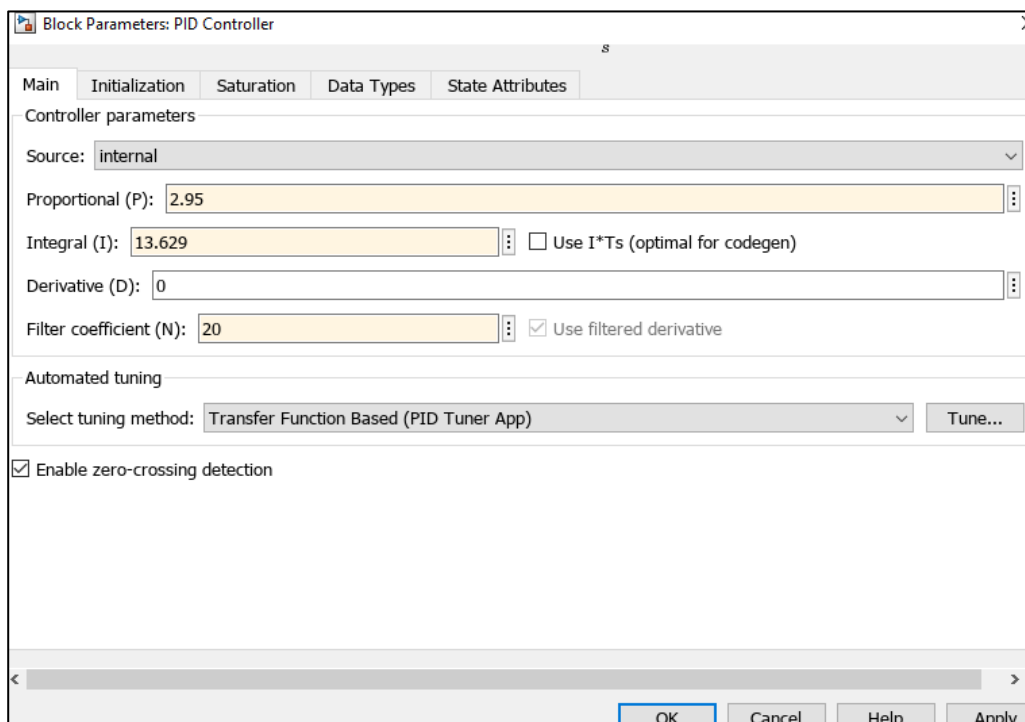 Block Parameters: PID Controller
s
Main Initialization Saturation Data Types State Attributes
Controller parameters
Source: internal
Proportional (P): 2.95
Integral (I): 13.629 Use I*Ts (optimal for codegen)
Derivative (D): 0
Filter coefficient (N): 20 Use filtered derivative
Automated tuning
Select tuning method: Transfer Function Based (PID Tuner App) Tune...
Enable zero-crossing detection
OK Cancel Help Apply